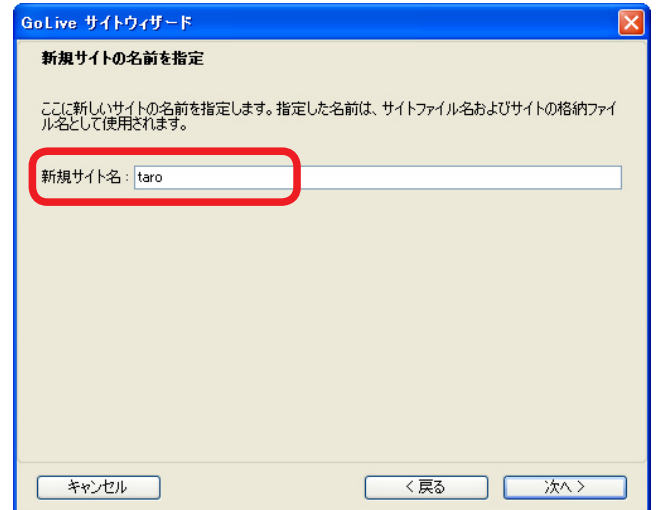 GoLive サイトウィザード
新規サイトの名前を指定
ここに新しいサイトの名前を指定します。指定した名前は、サイトファイル名およびサイトの格納ファイ
ル名として使用されます。
新規サイト名：taro
キャンセル
< 戻る
次へ >